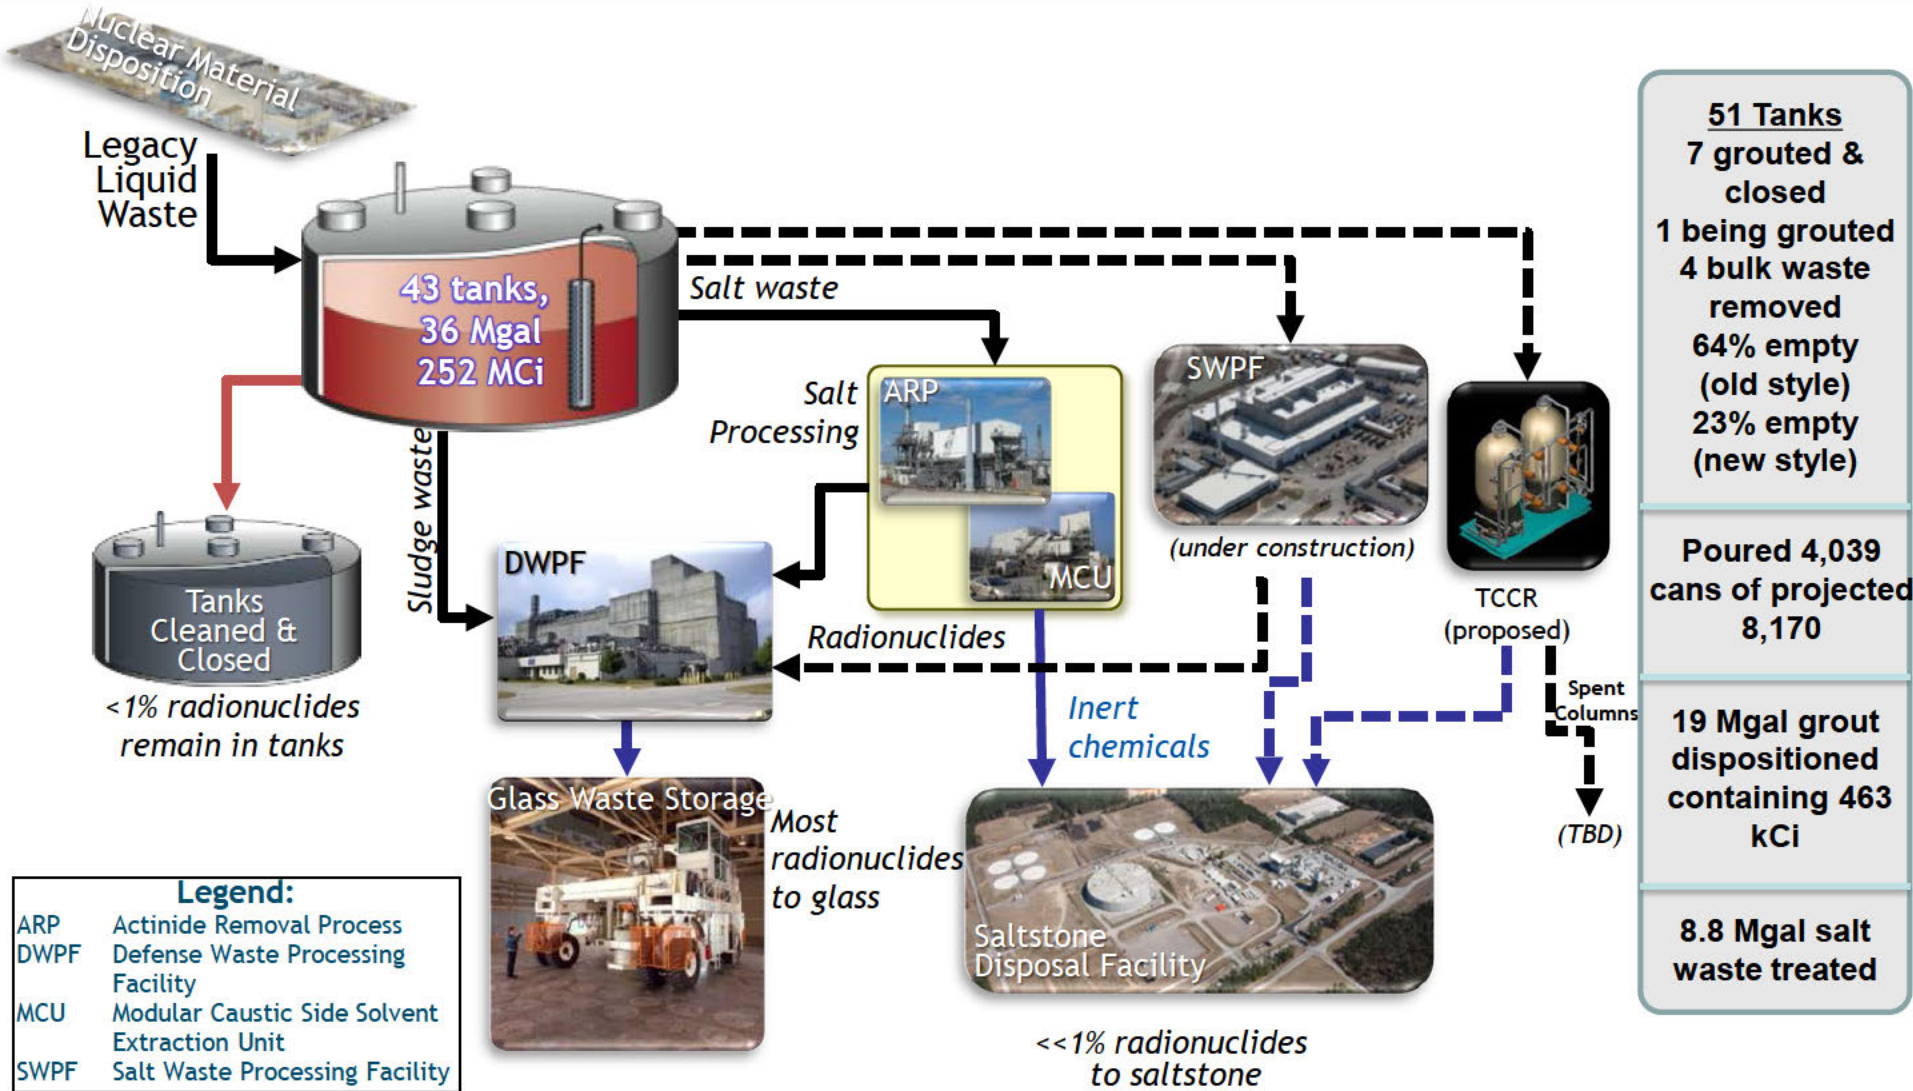 Nuclear Material
Disposition
Legacy
Liquid
Waste
43 tanks,
36 Mgal
252 MCi
Salt waste
Salt
Processing
ARP
MCU
SWPF
(under construction)
TCCR
(proposed)
Spent
Columns
(TBD)
Sludge waste
Tanks
Cleaned &
Closed
<1% radionuclides
remain in tanks
DWPF
Radionuclides
Inert
chemicals
Glass Waste Storage
Most
radionuclides
to glass
Saltstone
Disposal Facility
<<1% radionuclides
to saltstone
Legend:
ARP Actinide Removal Process
DWPF Defense Waste Processing
Facility
MCU Modular Caustic Side Solvent
Extraction Unit
SWPF Salt Waste Processing Facility
51 Tanks
7 grouted &
closed
1 being grouted
4 bulk waste
removed
64% empty
(old style)
23% empty
(new style)
Poured 4,039
cans of projected
8,170
19 Mgal grout
dispositioned
containing 463
kCi
8.8 Mgal salt
waste treated